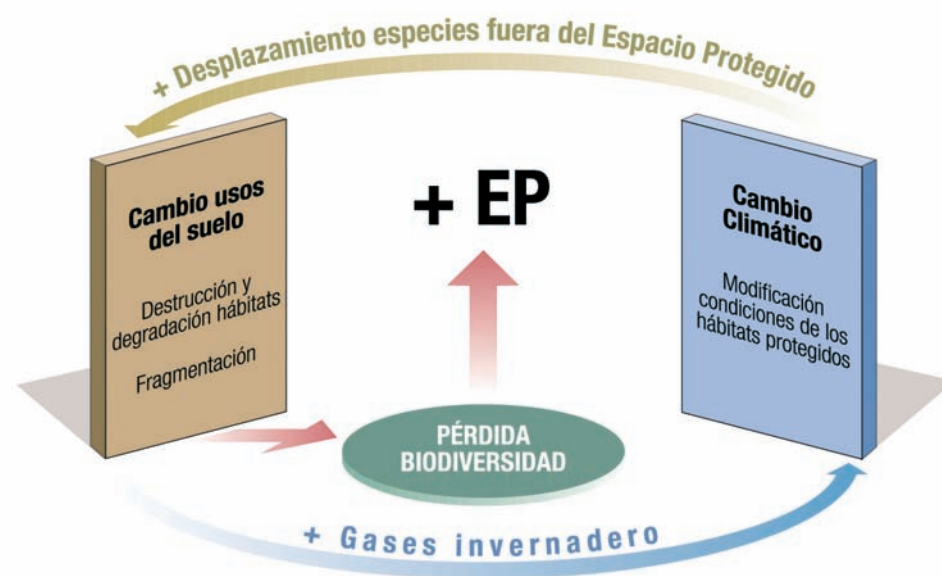 + Desplazamiento especies fuera del Espacio Protegido
Cambio usos
del suelo
Destrucción y
degradación hábitats
Fragmentación
+ EP
Cambio
Climático
Modificación
condiciones de los
hábitats protegidos
PÉRDIDA
BIODIVERSIDAD
+ Gases invernadero